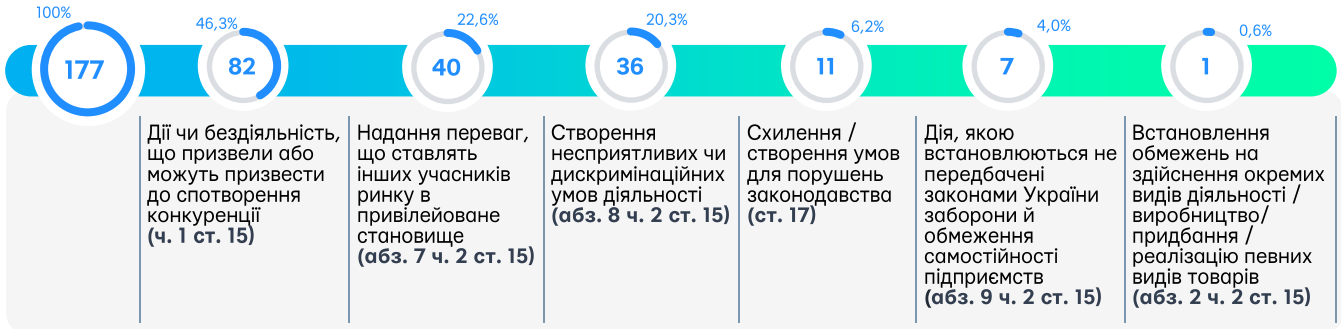 100%
177
46,3%
82
Дії чи бездіяльність,
що призвели або
можуть призвести
до спотворення
конкуренції
(ч. 1 ст. 15)
22,6%
40
Надання переваг,
що ставлять
інших учасників
ринку в
привілейоване
становище
(абз. 7 ч. 2 ст. 15)
20,3%
36
Створення
несприятливих чи
дискримінаційних
умов діяльності
(абз. 8 ч. 2 ст. 15)
6,2%
11
Схилення /
створення умов
для порушень
законодавства
(ст. 17)
4,0%
7
Дія, якою
встановлюються не
передбачені
законами України
заборони й
обмеження
самостійності
підприємств
(абз. 9 ч. 2 ст. 15)
0,6%
1
Встановлення
обмежень на
здійснення окремих
видів діяльності /
виробництво/
придбання /
реалізацію певних
видів товарів
(абз. 2 ч. 2 ст. 15)